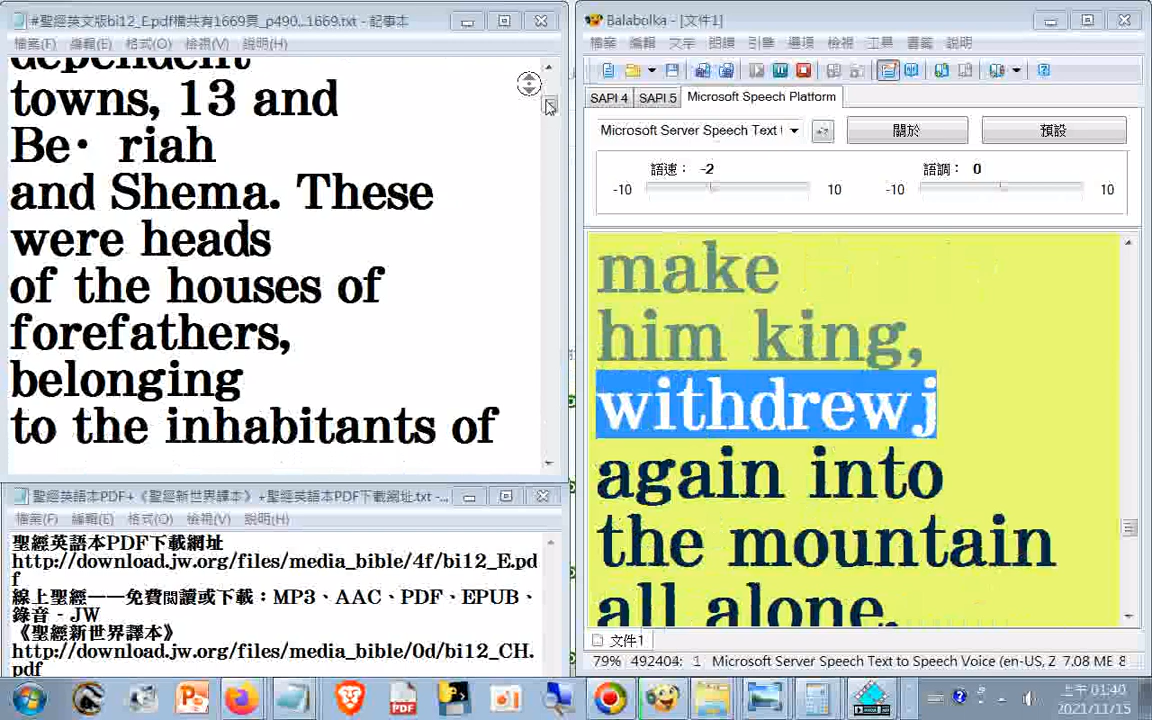 #聖經英文版bi12_E.pdf檔共有1669頁_p490,..1669.txt - 記事本
檔案(F) 編輯(E) 格式(O) 檢視(V) 說明(H)
dependent
towns, 13 and
Be· riah
and Shema. These
were heads
of the houses of
forefathers,
belonging
to the inhabitants of
聖經英語本PDF+《聖經新世界譯本》+聖經英語本PDF下載網址.txt -...
檔案(F) 編輯(E) 格式(O) 檢視(V) 說明(H)
聖經英語本PDF下載網址
http://download.jw.org/files/media_bible/4f/bi12_E.pd
f
線上聖經——免費閱讀或下載：MP3、AAC、PDF、EPUB、
錄音 - JW
《聖經新世界譯本》
http://download.jw.org/files/media_bible/0d/bi12_CH.
pdf
Balabolka - [文件1]
檔案 編輯 文字 朗讀 引擎 選項 檢視 工具 書籤 說明
SAPI 4 SAPI 5 Microsoft Speech Platform
Microsoft Server Speech Text 關於 預設
語速： -2 語調： 0
-10 10 -10 10
make
him king,
withdrewj
again into
the mountain
all alone.
文件1
79% 492404: 1 Microsoft Server Speech Text to Speech Voice (en-US, Z 7.08 MB 8
PDF
上午 01:40
2021/11/15